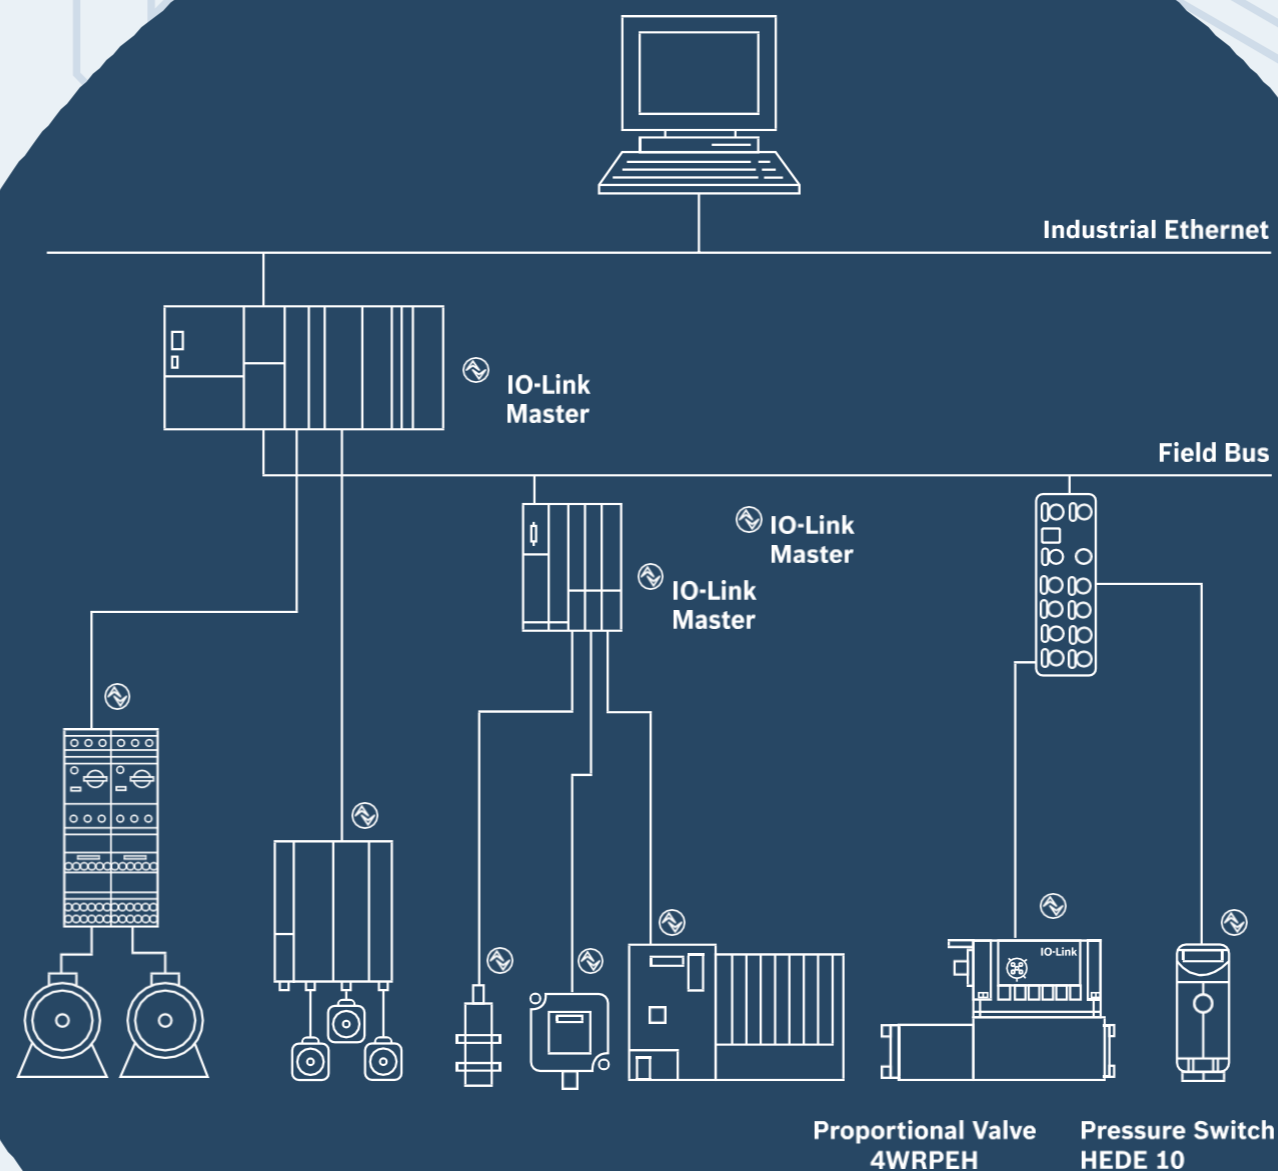 Industrial Ethernet
IO-Link
Master
Field Bus
IO-Link
Master
IO-Link
Master
IO-Link
Proportional Valve
4WRPEH
Pressure Switch
HEDE 10